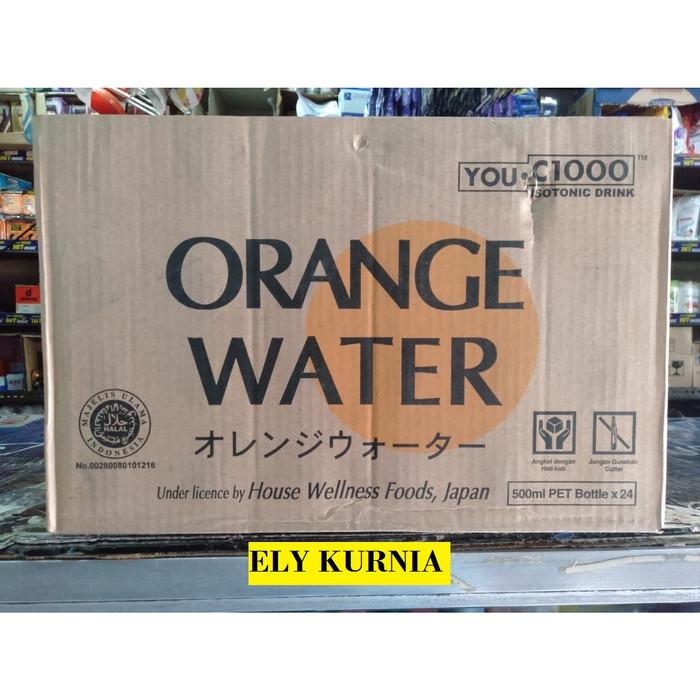 YOU•C1000™
ISOTONIC DRINK
ORANGE
WATER
オレンジウォーター
MAJELIS ULAMA
حلال
HALAL
INDONESIA
No.00280080101216
Angkat dengan
Hati-hati
Jangan Gunakan
Cutter
Under licence by House Wellness Foods, Japan
500ml PET Bottle x 24
ELY KURNIA